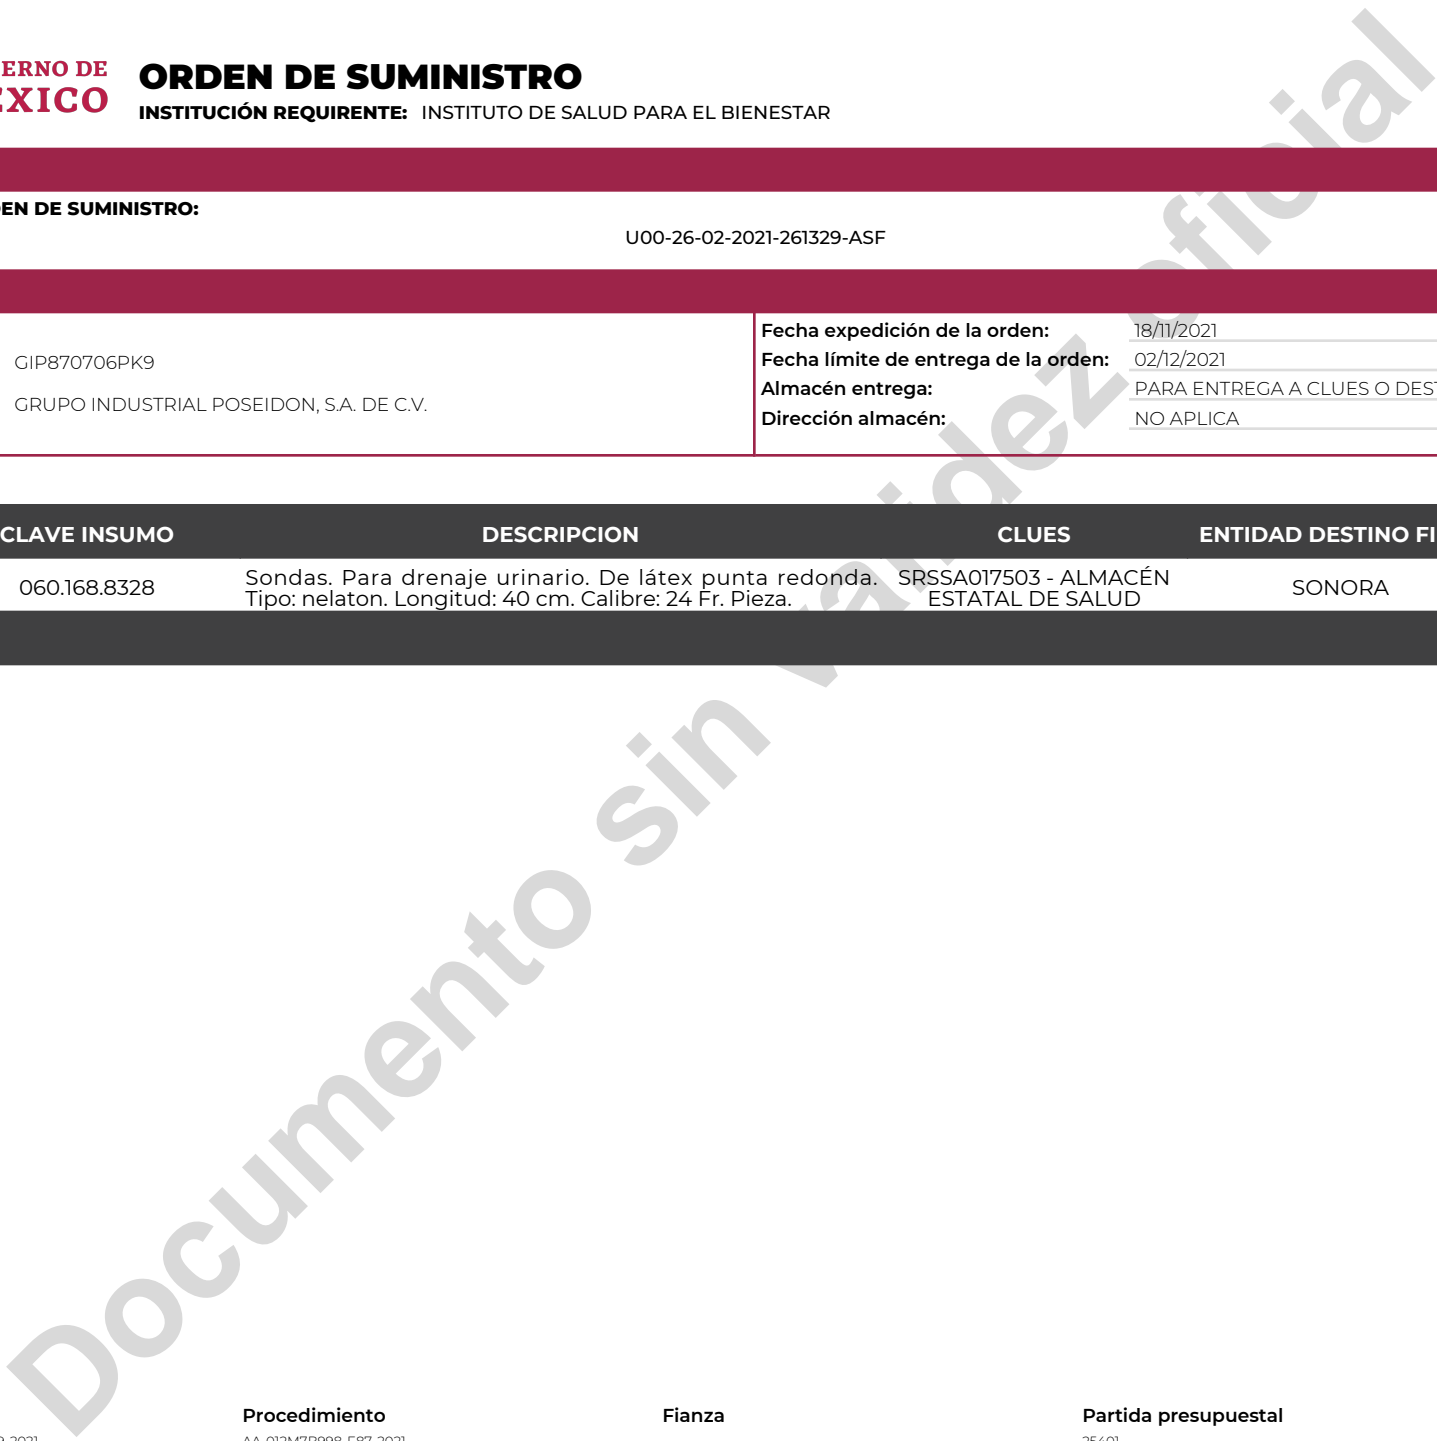 ERNO DE
EXICO
ORDEN DE SUMINISTRO
INSTITUCIÓN REQUIRENTE: INSTITUTO DE SALUD PARA EL BIENESTAR
EN DE SUMINISTRO:
U00-26-02-2021-261329-ASF
GIP870706PK9
GRUPO INDUSTRIAL POSEIDON, S.A. DE C.V.
Fecha expedición de la orden: 18/11/2021
Fecha límite de entrega de la orden: 02/12/2021
Almacén entrega: PARA ENTREGA A CLUES O DEST
Dirección almacén: NO APLICA
CLAVE INSUMO DESCRIPCION CLUES ENTIDAD DESTINO FI
060.168.8328
Sondas. Para drenaje urinario. De látex punta redonda.
Tipo: nelaton. Longitud: 40 cm. Calibre: 24 Fr. Pieza.
SRSSA017503 - ALMACÉN
ESTATAL DE SALUD
SONORA
Documento sin validez oficial
Procedimiento Fianza Partida presupuestal